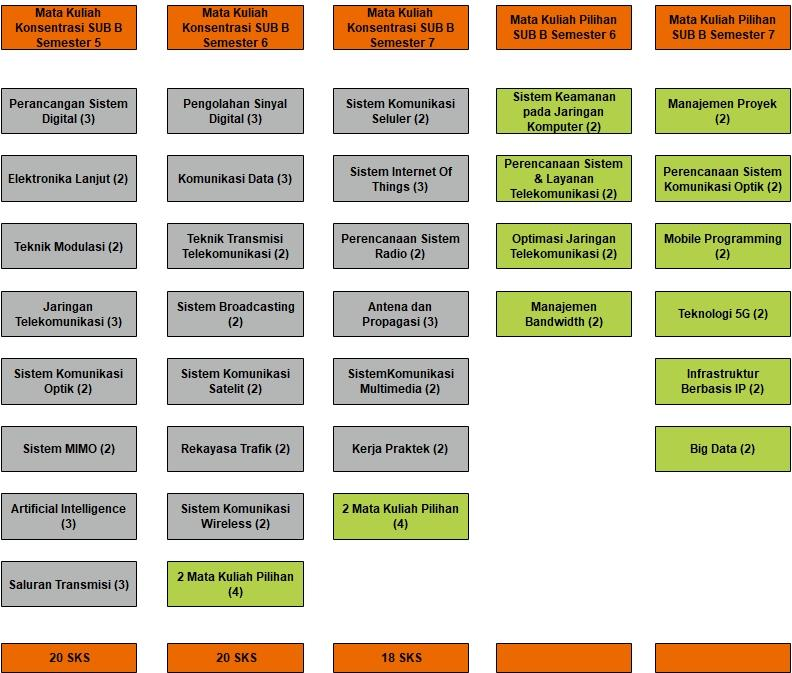 Mata Kuliah
Konsentrasi SUB B
Semester 5
Mata Kuliah
Konsentrasi SUB B
Semester 6
Mata Kuliah
Konsentrasi SUB B
Semester 7
Mata Kuliah Pilihan
SUB B Semester 6
Mata Kuliah Pilihan
SUB B Semester 7
Perancangan Sistem
Digital (3)
Pengolahan Sinyal
Digital (3)
Sistem Komunikasi
Seluler (2)
Sistem Keamanan
pada Jaringan
Komputer (2)
Manajemen Proyek
(2)
Elektronika Lanjut (2)
Komunikasi Data (3)
Sistem Internet Of
Things (3)
Perencanaan Sistem
& Layanan
Telekomunikasi (2)
Perencanaan Sistem
Komunikasi Optik (2)
Teknik Modulasi (2)
Teknik Transmisi
Telekomunikasi (2)
Perencanaan Sistem
Radio (2)
Optimasi Jaringan
Telekomunikasi (2)
Mobile Programming
(2)
Jaringan
Telekomunikasi (3)
Sistem Broadcasting
(2)
Antena dan
Propagasi (3)
Manajemen
Bandwidth (2)
Teknologi 5G (2)
Sistem Komunikasi
Optik (2)
Sistem Komunikasi
Satelit (2)
SistemKomunikasi
Multimedia (2)
Infrastruktur
Berbasis IP (2)
Sistem MIMO (2)
Rekayasa Trafik (2)
Kerja Praktek (2)
Big Data (2)
Artificial Intelligence
(3)
Sistem Komunikasi
Wireless (2)
2 Mata Kuliah Pilihan
(4)
Saluran Transmisi (3)
2 Mata Kuliah Pilihan
(4)
20 SKS
20 SKS
18 SKS